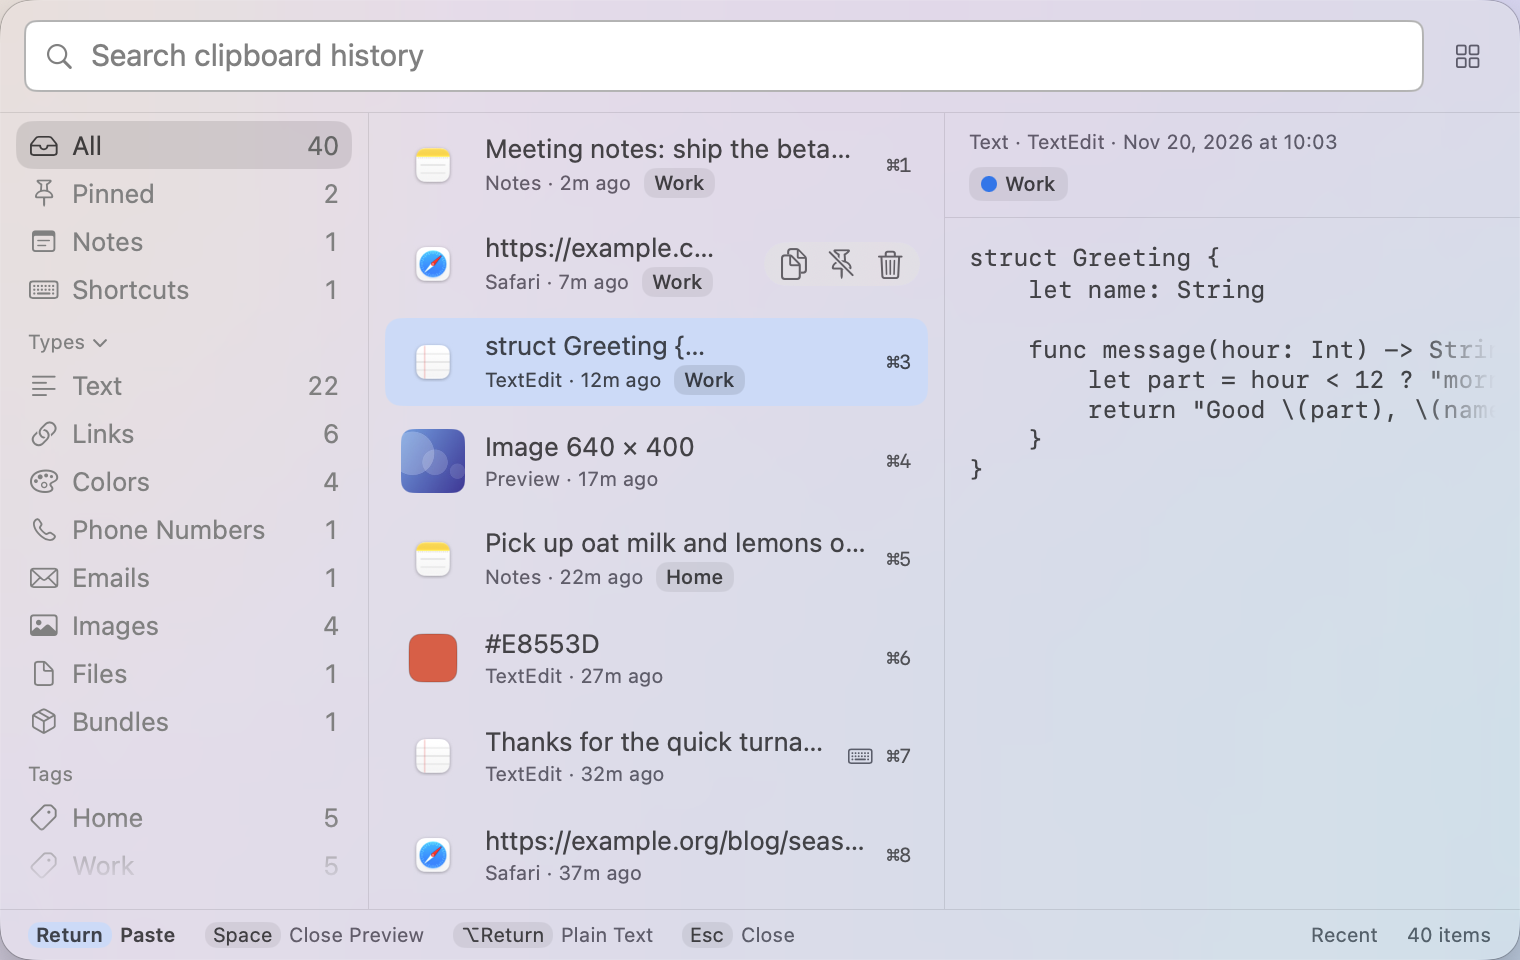 Search clipboard history
All 40
Pinned 2
Notes 1
Shortcuts 1
Types
Text 22
Links 6
Colors 4
Phone Numbers 1
Emails 1
Images 4
Files 1
Bundles 1
Tags
Home 5
Work 5
Meeting notes: ship the beta...
Notes · 2m ago Work
⌘1
https://example.c...
Safari · 7m ago Work
struct Greeting {...
TextEdit · 12m ago Work
⌘3
Image 640 × 400
Preview · 17m ago
⌘4
Pick up oat milk and lemons o...
Notes · 22m ago Home
⌘5
#E8553D
TextEdit · 27m ago
⌘6
Thanks for the quick turna...
TextEdit · 32m ago
⌘7
https://example.org/blog/seas...
Safari · 37m ago
⌘8
Text · TextEdit · Nov 20, 2026 at 10:03
Work
struct Greeting {
    let name: String
    func message(hour: Int) -> Stri
        let part = hour < 12 ? "mor
        return "Good \(part), \(name
    }
}
Return Paste Space Close Preview ⌥Return Plain Text Esc Close Recent 40 items